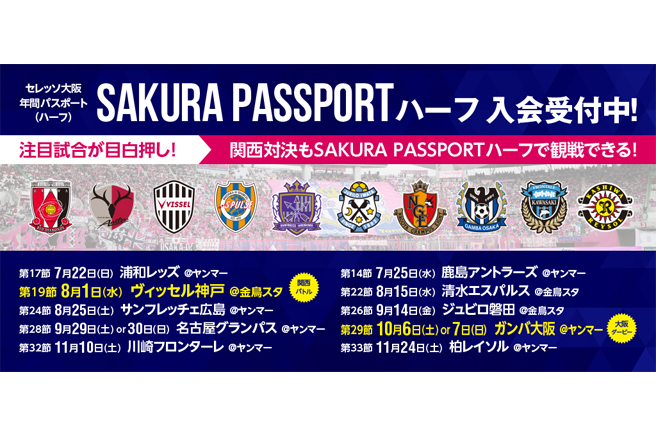 セレッソ大阪
年間パスポート
(ハーフ)
SAKURA PASSPORTハーフ 入会受付中!
注目試合が目白押し!
関西対決もSAKURA PASSPORTハーフで観戦できる!
VISSEL
S-PULSE
GAMBA OSAKA
KAWASAKI
KASHIWA
REYSOL
第17節 7月22日(日) 浦和レッズ @ヤンマー
第19節 8月1日(水) ヴィッセル神戸 @金鳥スタ
関西
バトル
第24節 8月25日(土) サンフレッチェ広島 @ヤンマー
第28節 9月29日(土) or 30日(日) 名古屋グランパス @ヤンマー
第32節 11月10日(土) 川崎フロンターレ @ヤンマー
第14節 7月25日(水) 鹿島アントラーズ @ヤンマー
第22節 8月15日(水) 清水エスパルス @金鳥スタ
第26節 9月14日(金) ジュビロ磐田 @金鳥スタ
第29節 10月6日(土) or 7日(日) ガンバ大阪 @ヤンマー
大阪
ダービー
第33節 11月24日(土) 柏レイソル @ヤンマー